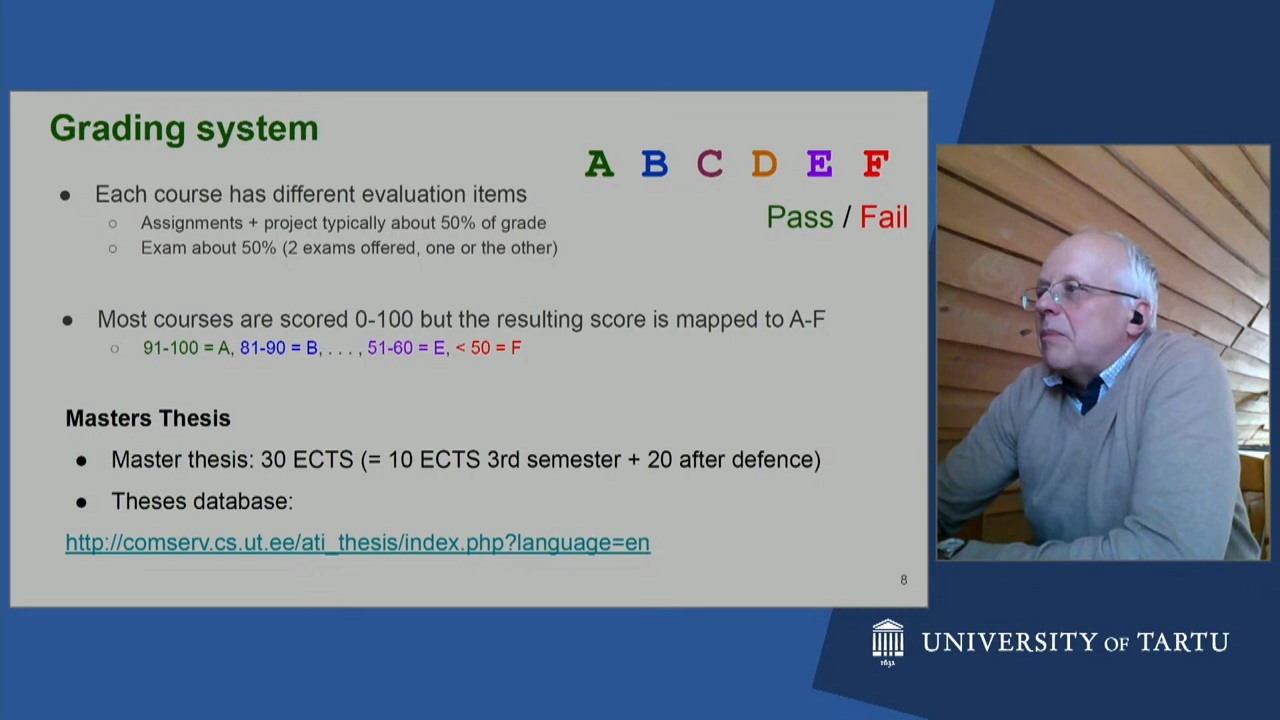 Grading system
A B C D E F
Pass / Fail
● Each course has different evaluation items
○ Assignments + project typically about 50% of grade
○ Exam about 50% (2 exams offered, one or the other)
● Most courses are scored 0-100 but the resulting score is mapped to A-F
○ 91-100 = A, 81-90 = B, . . . , 51-60 = E, < 50 = F
Masters Thesis
● Master thesis: 30 ECTS (= 10 ECTS 3rd semester + 20 after defence)
● Theses database:
http://comserv.cs.ut.ee/ati_thesis/index.php?language=en
8
UNIVERSITY OF TARTU
1632